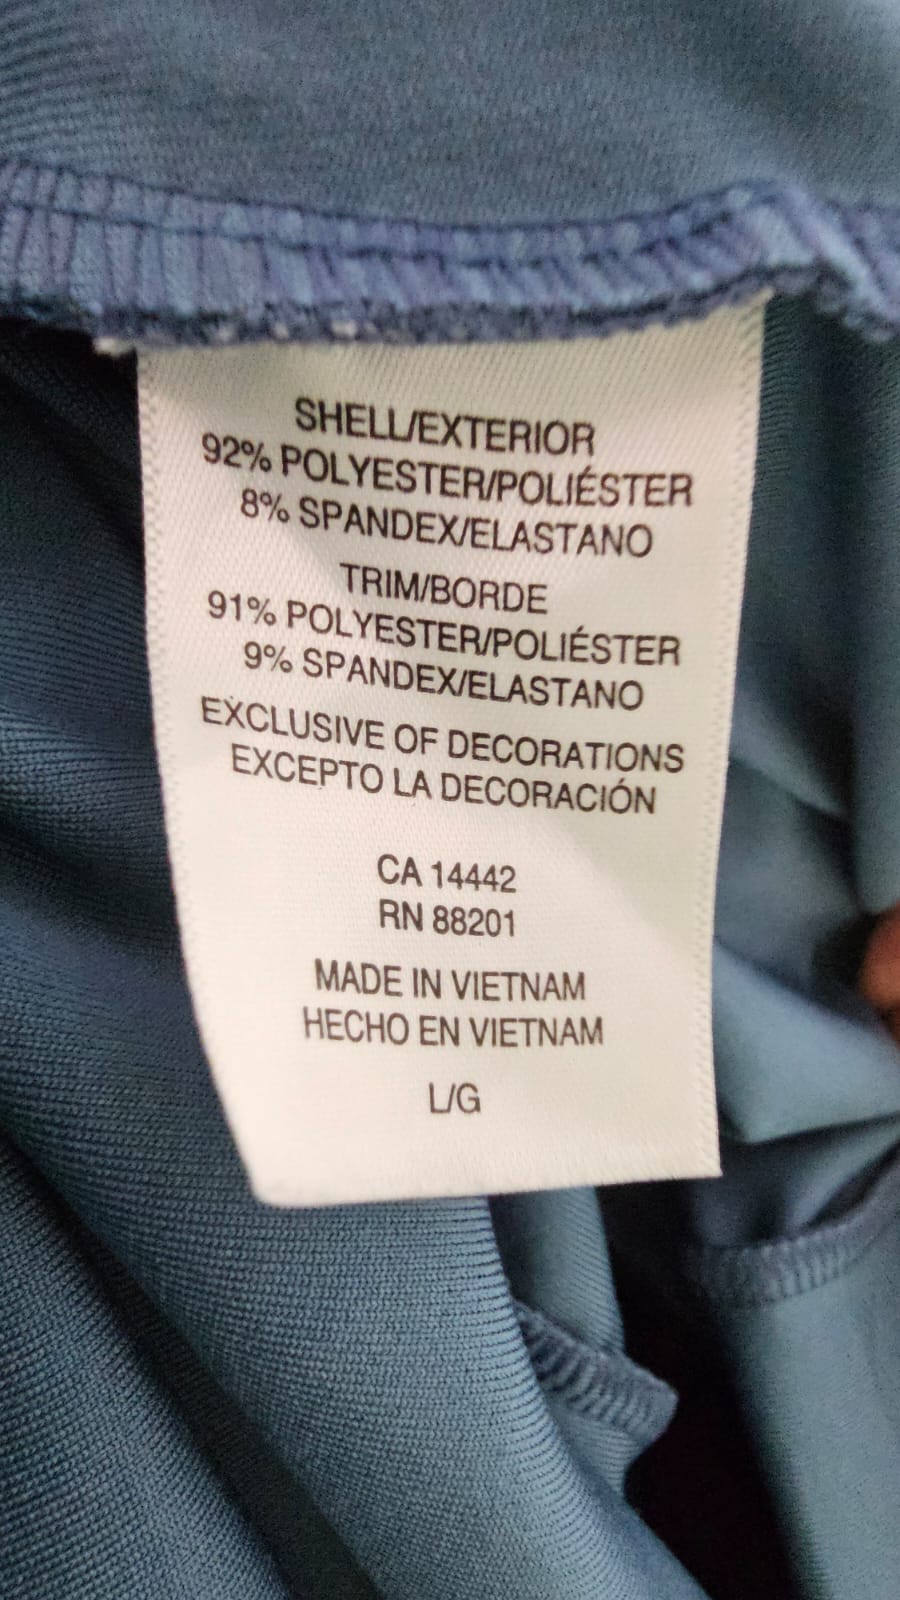 SHELL/EXTERIOR
92% POLYESTER/POLIÉSTER
8% SPANDEX/ELASTANO
TRIM/BORDE
91% POLYESTER/POLIÉSTER
9% SPANDEX/ELASTANO
EXCLUSIVE OF DECORATIONS
EXCEPTO LA DECORACIÓN
CA 14442
RN 88201
MADE IN VIETNAM
HECHO EN VIETNAM
L/G